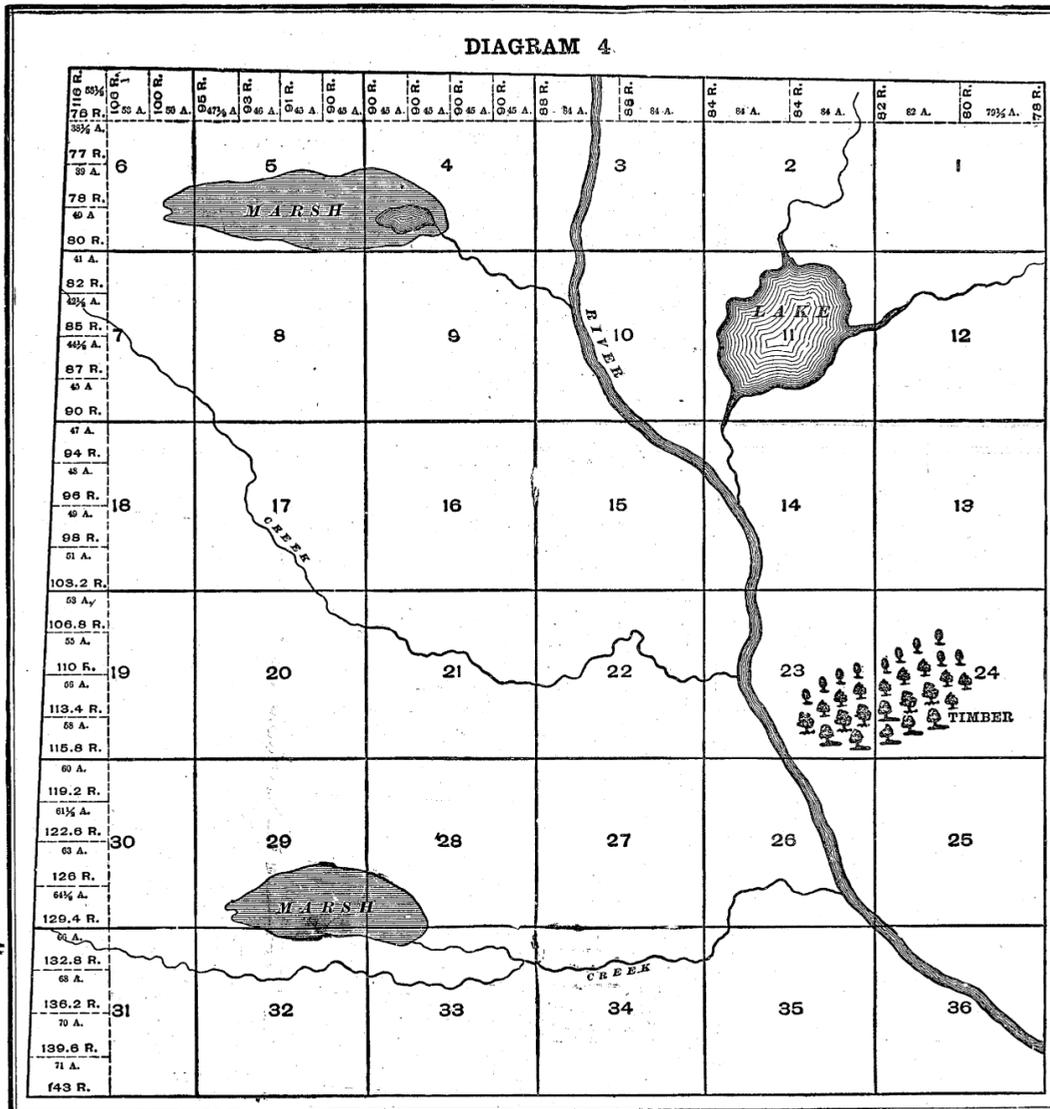 DIAGRAM 4
118 R. 53½ 106 R. 53 A. 100 R. 50 A. 95 R. 47½ A. 93 R. 46 A. 91 R. 45 A. 90 R. 45 A. 90 R. 45 A. 90 R. 45 A. 90 R. 45 A. 90 R. 45 A. 88 R. 84 A. 86 R. 84 A. 84 R. 84 A. 84 R. 84 A. 82 R. 82 A. 80 R. 79½ A. 78 R.
76 R.
38½ A.
77 R.
6 5 4 3 2 1
39 A.
78 R.
MARSH
40 A
80 R.
41 A.
82 R.
42½ A.
LAKE
RIVER
85 R.
7 8 9 10 11 12
44½ A.
87 R.
45 A
90 R.
47 A.
94 R.
48 A.
96 R.
18 17 16 15 14 13
49 A.
CREEK
98 R.
51 A.
103.2 R.
53 A.
106.8 R.
55 A.
110 R.
19 20 21 22 23 24
56 A.
113.4 R.
TIMBER
58 A.
115.8 R.
60 A.
119.2 R.
61½ A.
122.6 R.
30 29 28 27 26 25
63 A.
126 R.
64½ A.
MARSH
129.4 R.
66 A.
132.8 R.
CREEK
68 A.
136.2 R.
31 32 33 34 35 36
70 A.
139.6 R.
71 A.
143 R.